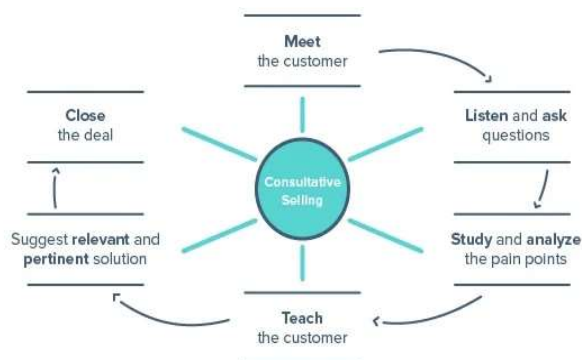 Meet
the customer
Listen and ask
questions
Study and analyze
the pain points
Teach
the customer
Suggest relevant and
pertinent solution
Close
the deal
Consultative
Selling